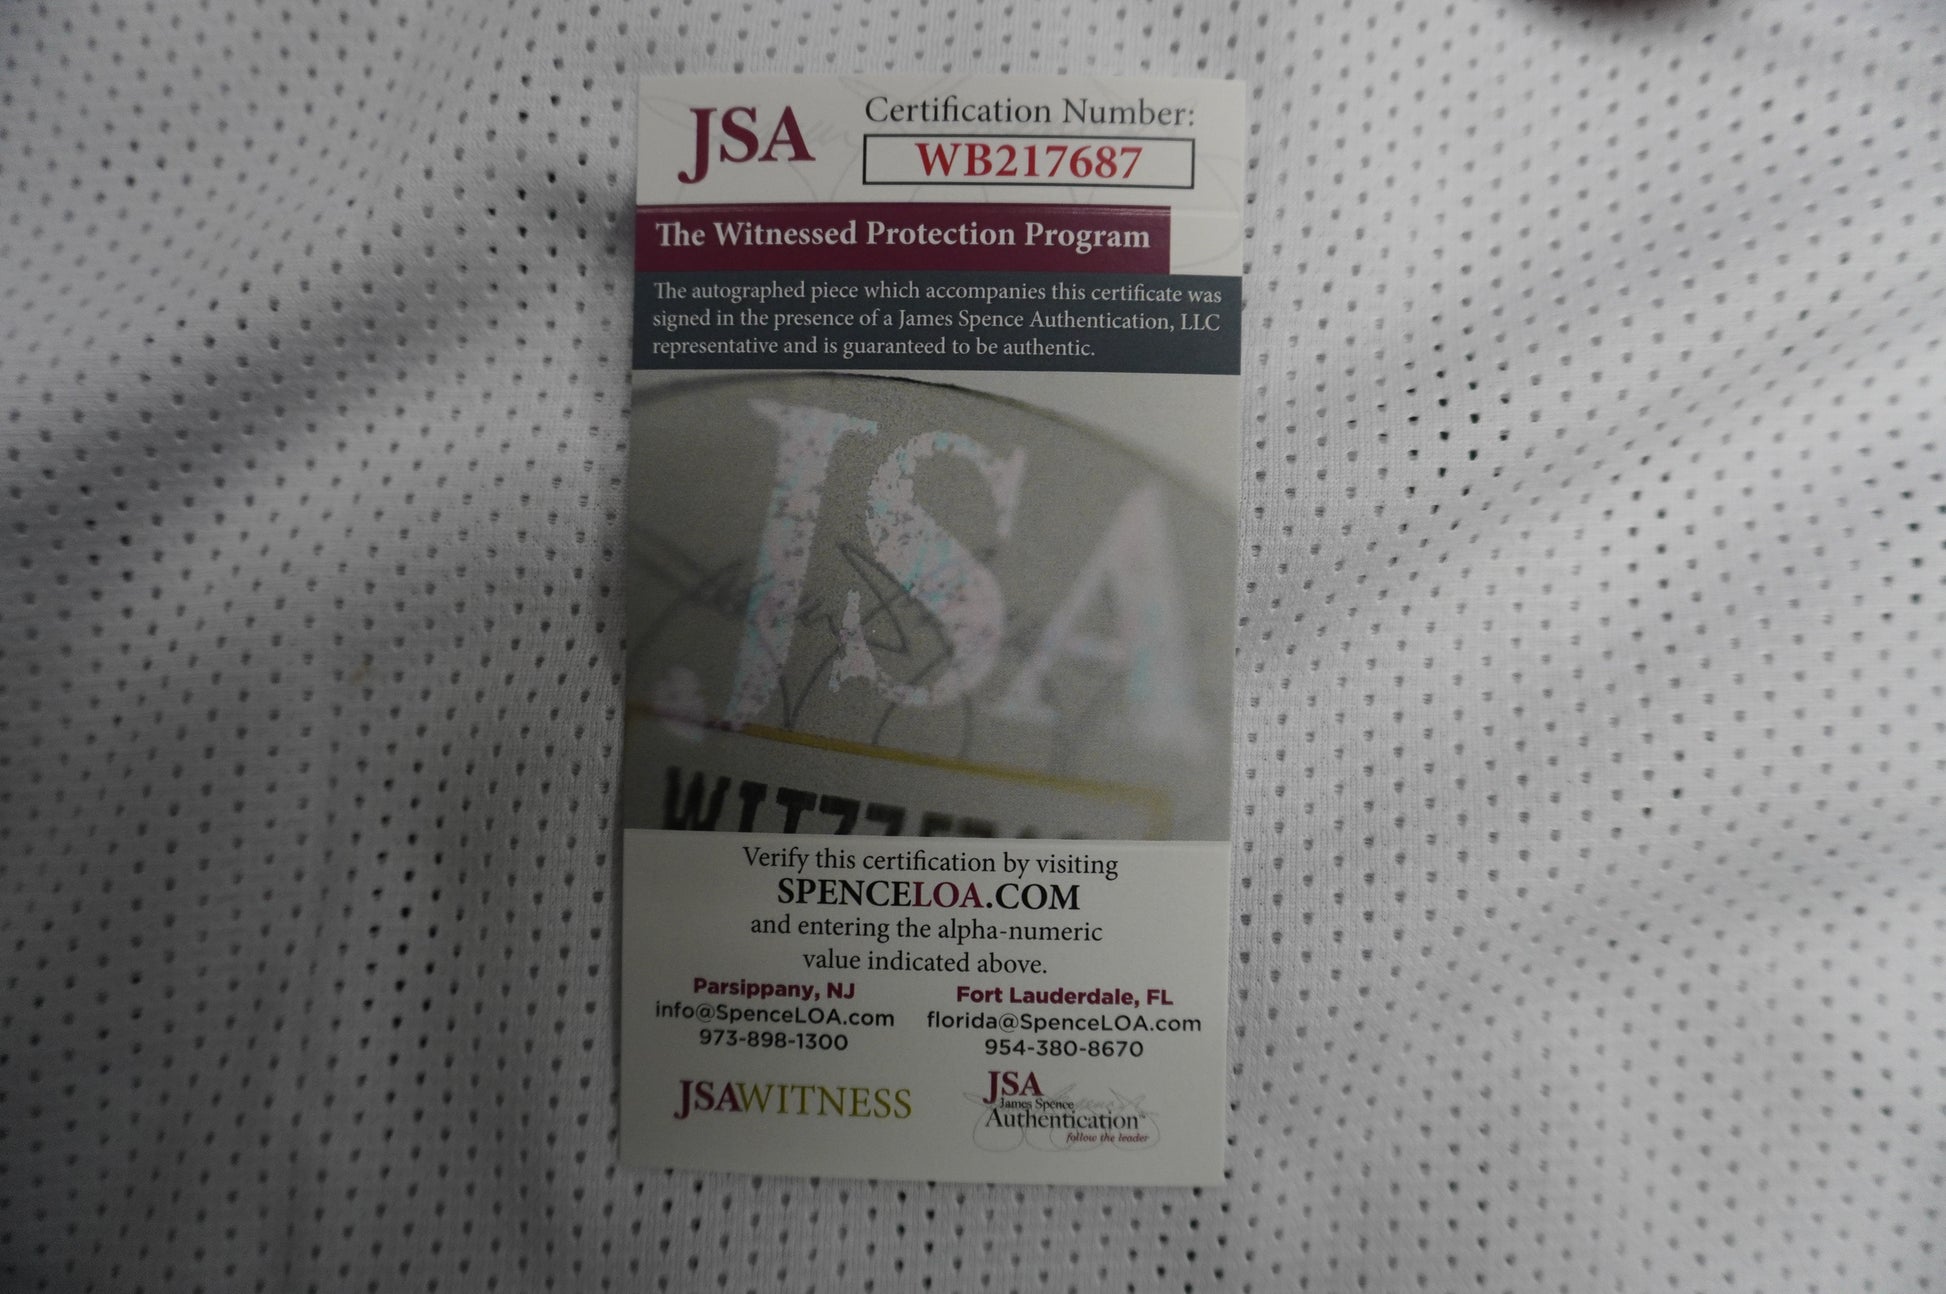 JSA
Certification Number:
WB217687
The Witnessed Protection Program
The autographed piece which accompanies this certificate was
signed in the presence of a James Spence Authentication, LLC
representative and is guaranteed to be authentic.
JSA
Verify this certification by visiting
SPENCELOA.COM
and entering the alpha-numeric
value indicated above.
Parsippany, NJ
info@SpenceLOA.com
973-898-1300
Fort Lauderdale, FL
florida@SpenceLOA.com
954-380-8670
JSAWITNESS
JSA
James Spence
Authentication™
follow the leader